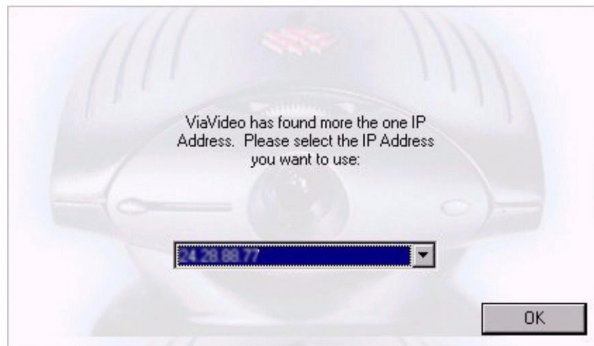 ViaVideo has found more the one IP
Address. Please select the IP Address
you want to use:
24.28.88.77
OK